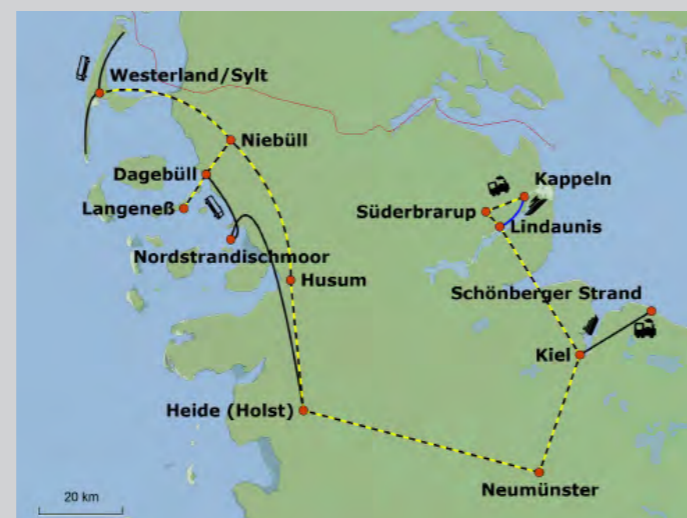 Westerland/Sylt
Niebüll
Dagebüll
Kappeln
Langeneß
Süderbrarup
Lindaunis
Nordstrandischmoor
Husum
Schönberger Strand
Kiel
Heide (Holst)
Neumünster
20 km